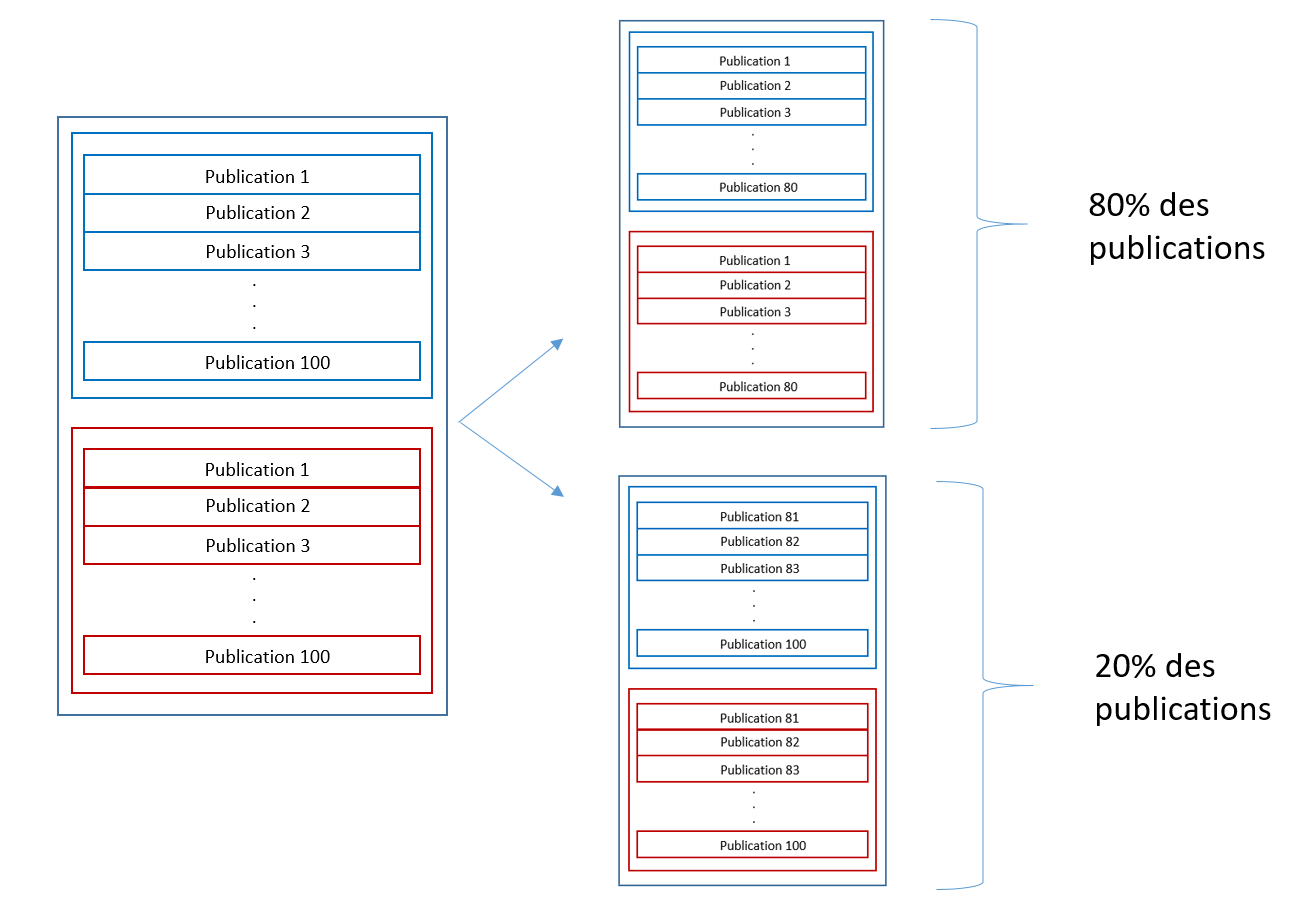 Publication 1
Publication 2
Publication 3
.
.
.
Publication 100
Publication 1
Publication 2
Publication 3
.
.
.
Publication 100
Publication 1
Publication 2
Publication 3
.
.
.
Publication 80
Publication 1
Publication 2
Publication 3
.
.
.
Publication 80
80% des
publications
Publication 81
Publication 82
Publication 83
.
.
.
Publication 100
Publication 81
Publication 82
Publication 83
.
.
.
Publication 100
20% des
publications